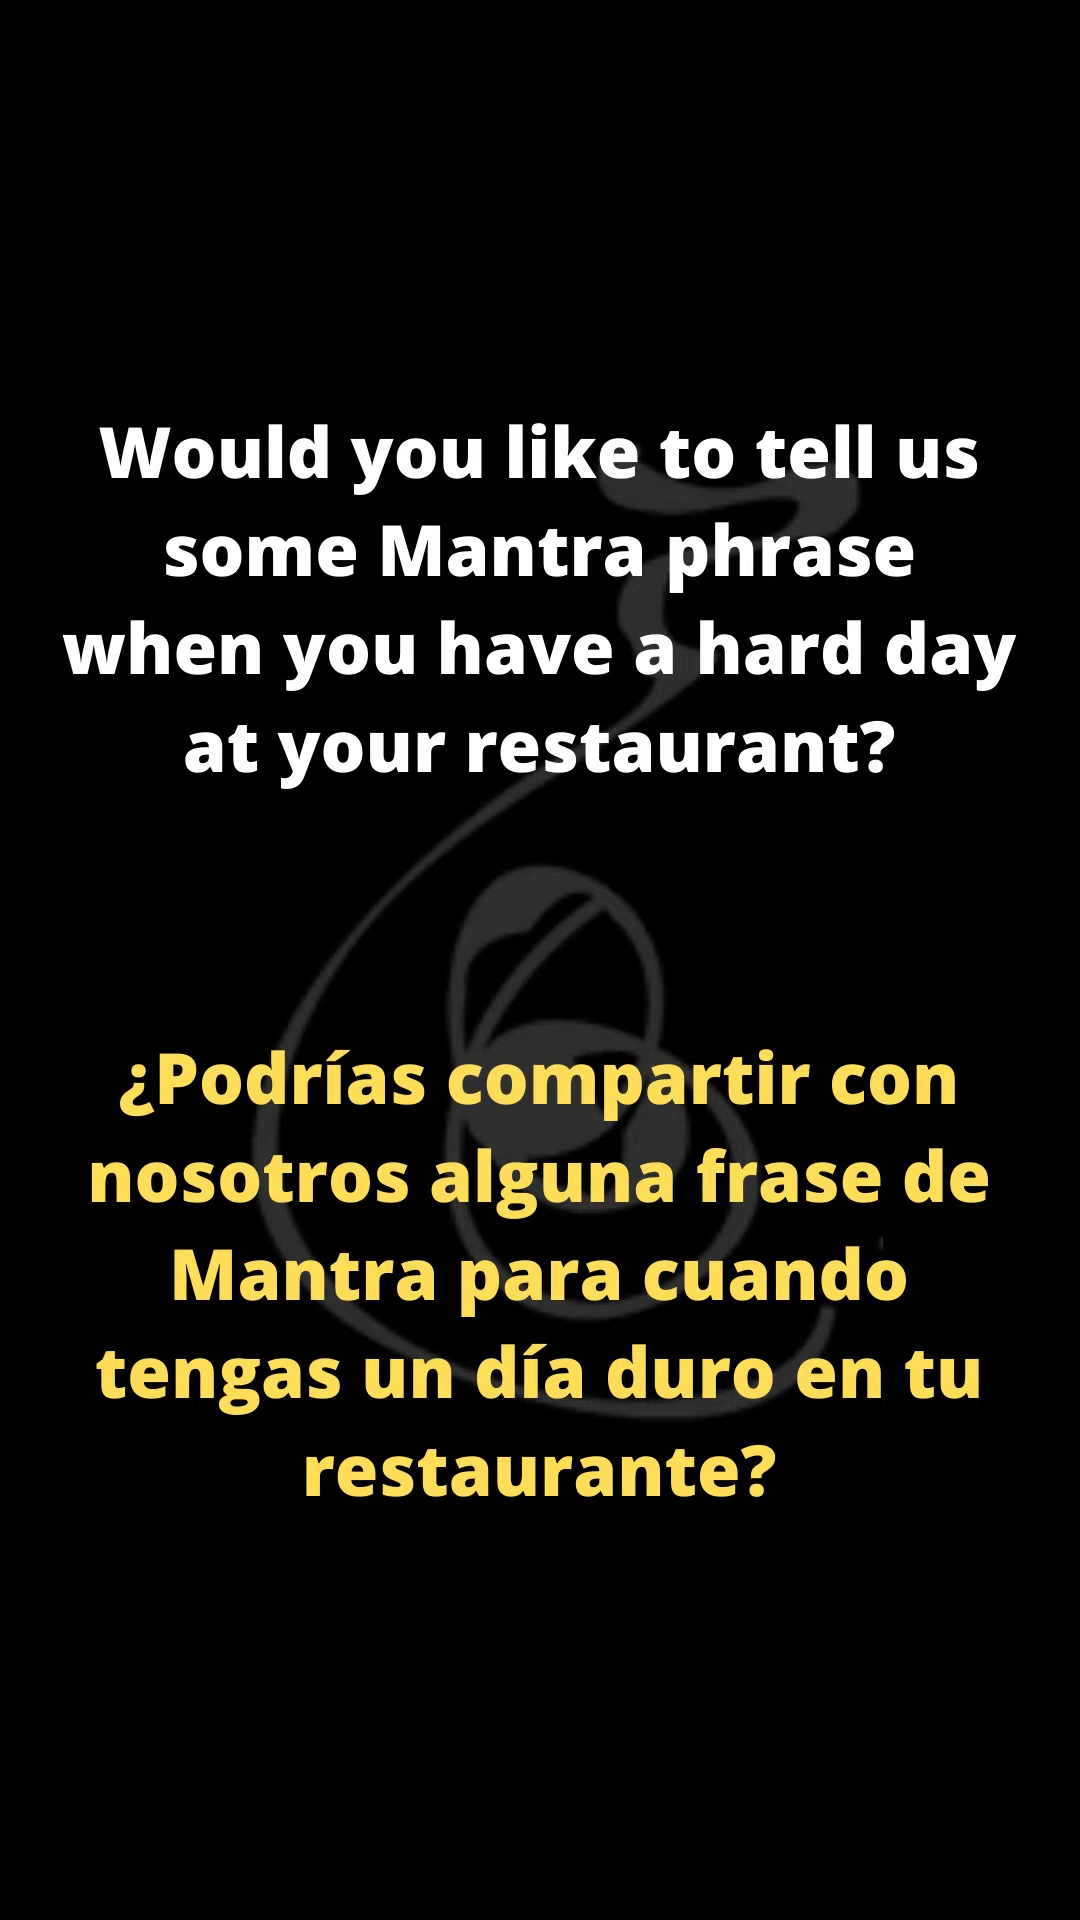 Would you like to tell us
some Mantra phrase
when you have a hard day
at your restaurant?
¿Podrías compartir con
nosotros alguna frase de
Mantra para cuando
tengas un día duro en tu
restaurante?